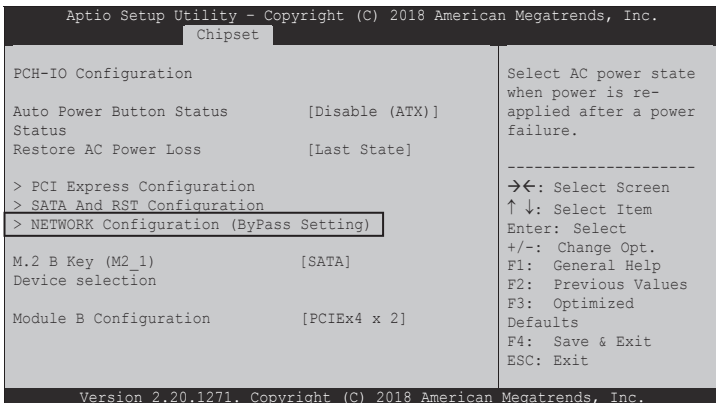 Aptio Setup Utility – Copyright (C) 2018 American Megatrends, Inc.
Chipset
PCH-IO Configuration
Auto Power Button Status [Disable (ATX)]
Status
Restore AC Power Loss [Last State]
> PCI Express Configuration
> SATA And RST Configuration
> NETWORK Configuration (ByPass Setting)
M.2 B Key (M2_1) [SATA]
Device selection
Module B Configuration [PCIEx4 x 2]
Select AC power state
when power is re-
applied after a power
failure.
---------------------
→←: Select Screen
↑ ↓: Select Item
Enter: Select
+/-: Change Opt.
F1: General Help
F2: Previous Values
F3: Optimized
Defaults
F4: Save & Exit
ESC: Exit
Version 2.20.1271. Copyright (C) 2018 American Megatrends, Inc.